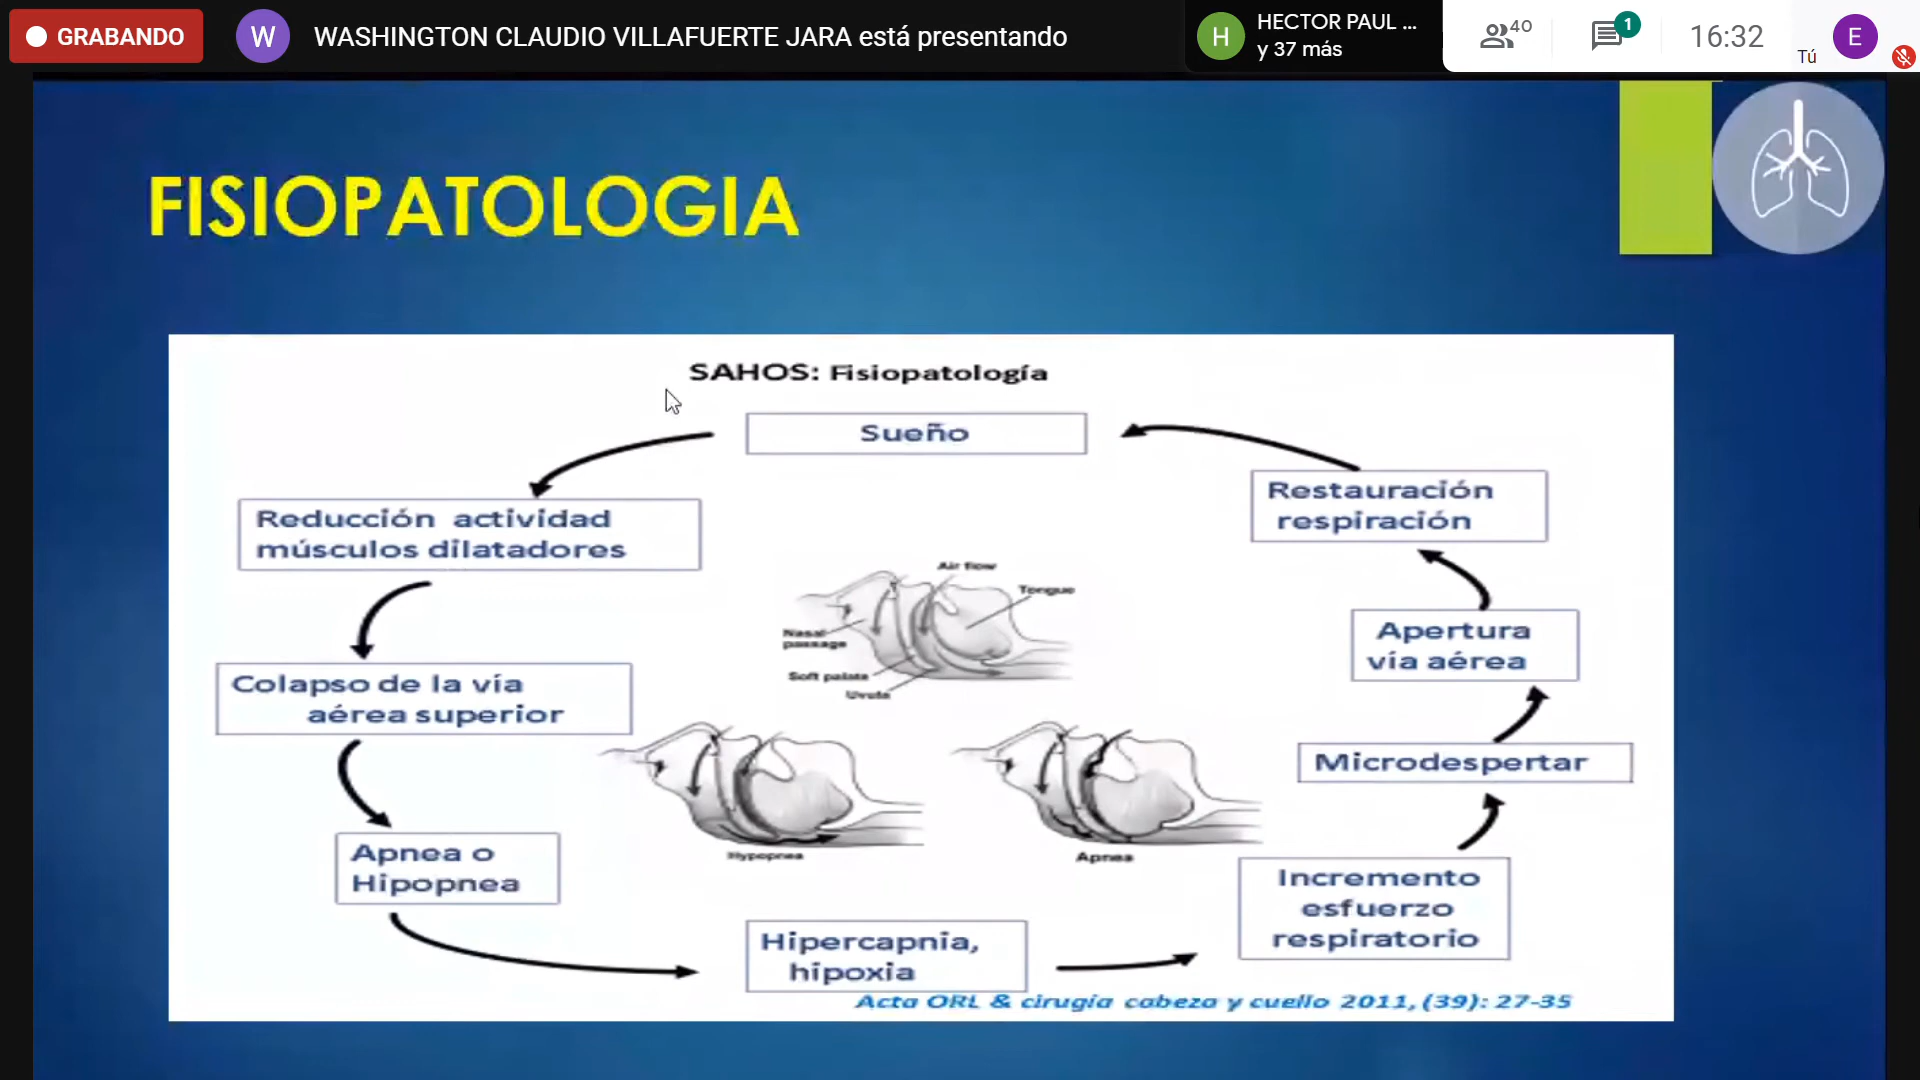 GRABANDO
W
WASHINGTON CLAUDIO VILLAFUERTE JARA está presentando
H
HECTOR PAUL ...
y 37 más
40
1
16:32
Tú
E
FISIOPATOLOGIA
SAHOS: Fisiopatología
Sueño
Reducción actividad
músculos dilatadores
Colapso de la vía
aérea superior
Apnea o
Hipopnea
Hipercapnia,
hipoxia
Incremento
esfuerzo
respiratorio
Microdespertar
Apertura
vía aérea
Restauración
respiración
Air flow
Tongue
Nasal
passage
Soft palate
Uvula
Hypopnea
Apnea
Acta ORL & cirugía cabeza y cuello 2011, (39): 27-35